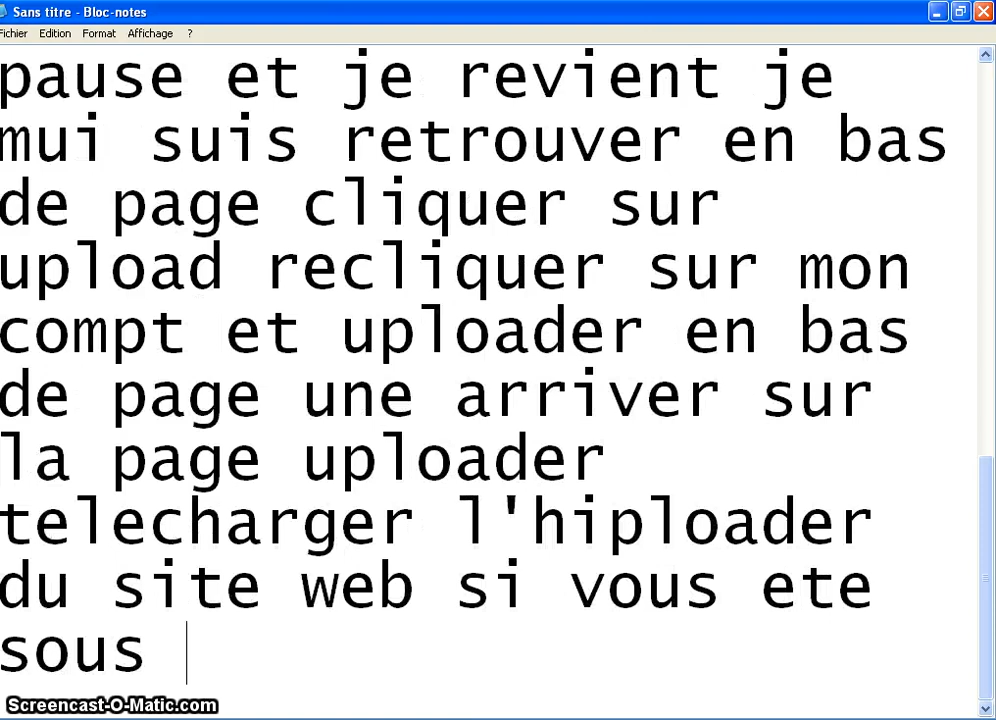 Sans titre - Bloc-notes
Fichier Edition Format Affichage ?
pause et je revient je
mui suis retrouver en bas
de page cliquer sur
upload recliquer sur mon
compt et uploader en bas
de page une arriver sur
la page uploader
telecharger l'hiploader
du site web si vous ete
sous
Screencast-O-Matic.com